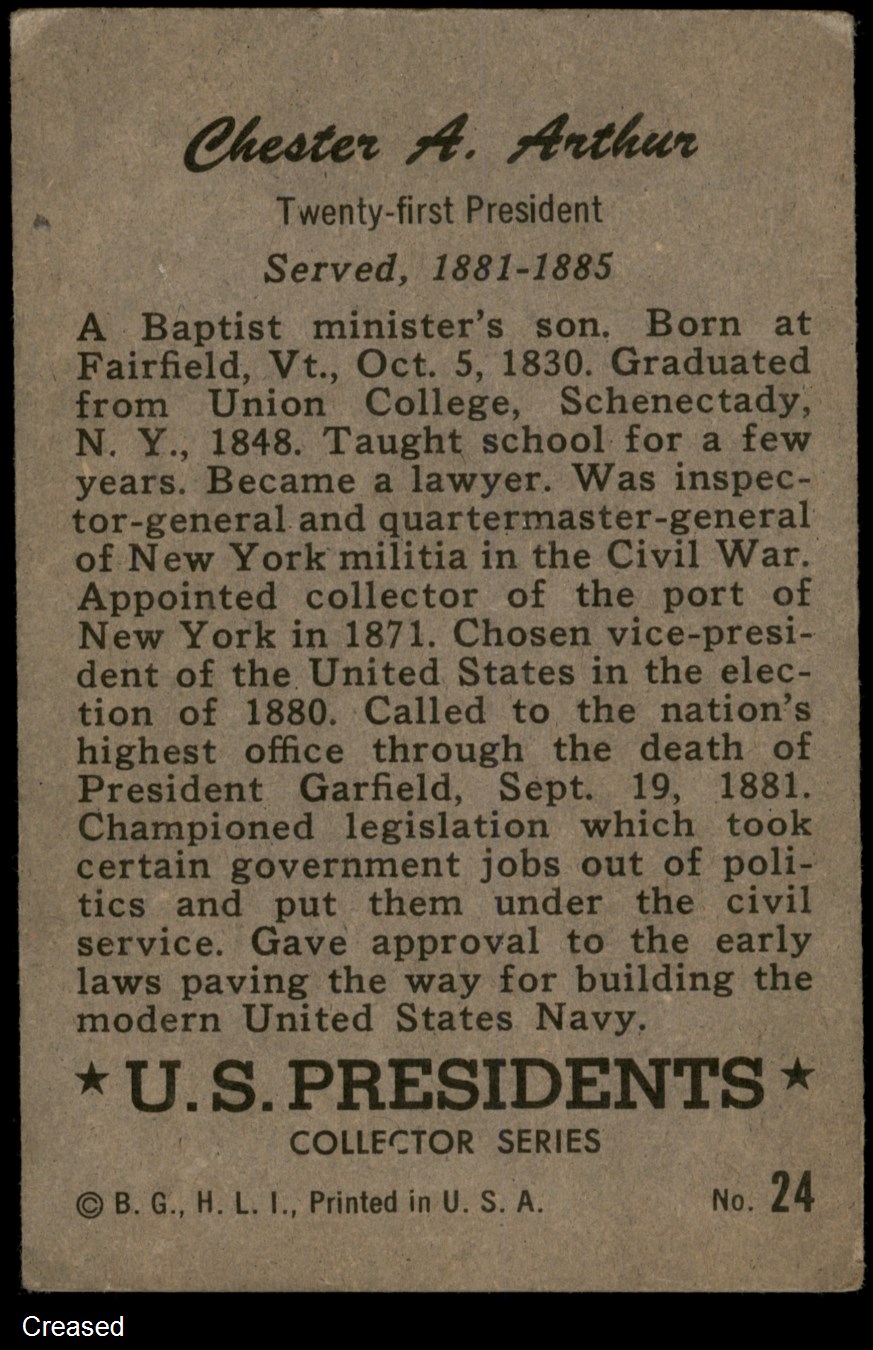 Chester A. Arthur
Twenty-first President
Served, 1881-1885
A Baptist minister's son. Born at
Fairfield, Vt., Oct. 5, 1830. Graduated
from Union College, Schenectady,
N. Y., 1848. Taught school for a few
years. Became a lawyer. Was inspec-
tor-general and quartermaster-general
of New York militia in the Civil War.
Appointed collector of the port of
New York in 1871. Chosen vice-presi-
dent of the United States in the elec-
tion of 1880. Called to the nation's
highest office through the death of
President Garfield, Sept. 19, 1881.
Championed legislation which took
certain government jobs out of poli-
tics and put them under the civil
service. Gave approval to the early
laws paving the way for building the
modern United States Navy.
★ U.S. PRESIDENTS ★
COLLECTOR SERIES
© B. G., H. L. I., Printed in U. S. A. No. 24
Creased